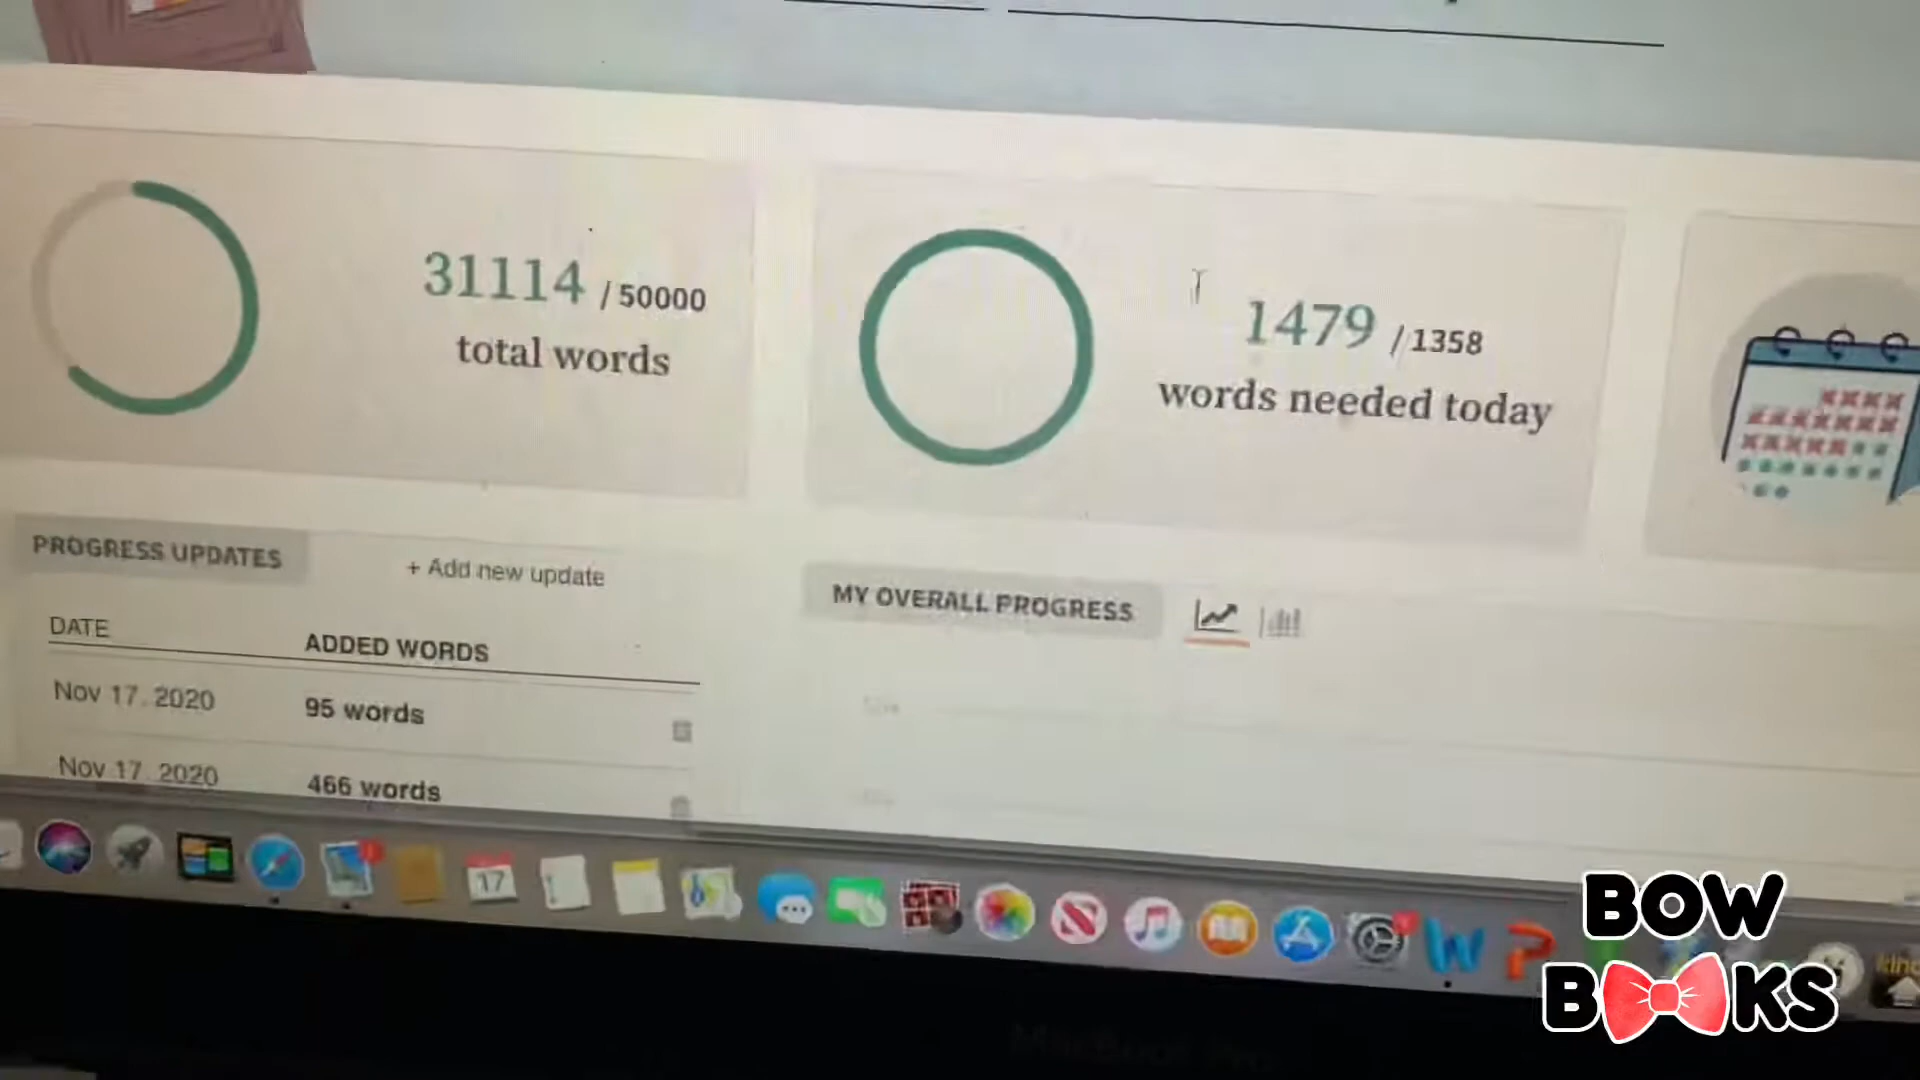 31114 / 50000
total words
1479 / 1358
words needed today
PROGRESS UPDATES
+ Add new update
MY OVERALL PROGRESS
DATE
ADDED WORDS
Nov 17, 2020
95 words
Nov 17, 2020
466 words
17
BOW
BOOKS